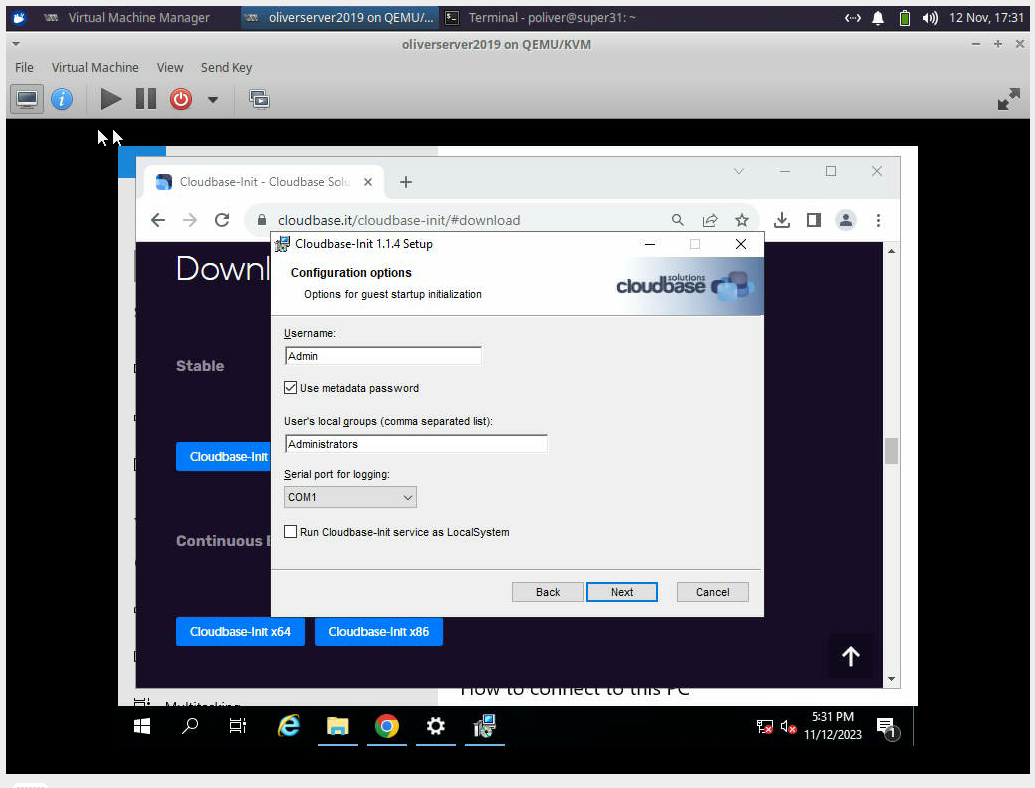 Virtual Machine Manager
oliverserver2019 on QEMU/...
Terminal - poliver@super31: ~
12 Nov, 17:31
oliverserver2019 on QEMU/KVM
File Virtual Machine View Send Key
Cloudbase-Init - Cloudbase Solu
cloudbase.it/cloudbase-init/#download
Downl
Cloudbase-Init 1.1.4 Setup
Configuration options
Options for guest startup initialization
cloudbase solutions
Username:
Admin
Use metadata password
User's local groups (comma separated list):
Administrators
Serial port for logging:
COM1
Run Cloudbase-Init service as LocalSystem
Back Next Cancel
Stable
Cloudbase-Init
Continuous
Cloudbase-Init x64 Cloudbase-Init x86
How to connect to this PC
Multitasking
5:31 PM
11/12/2023
1